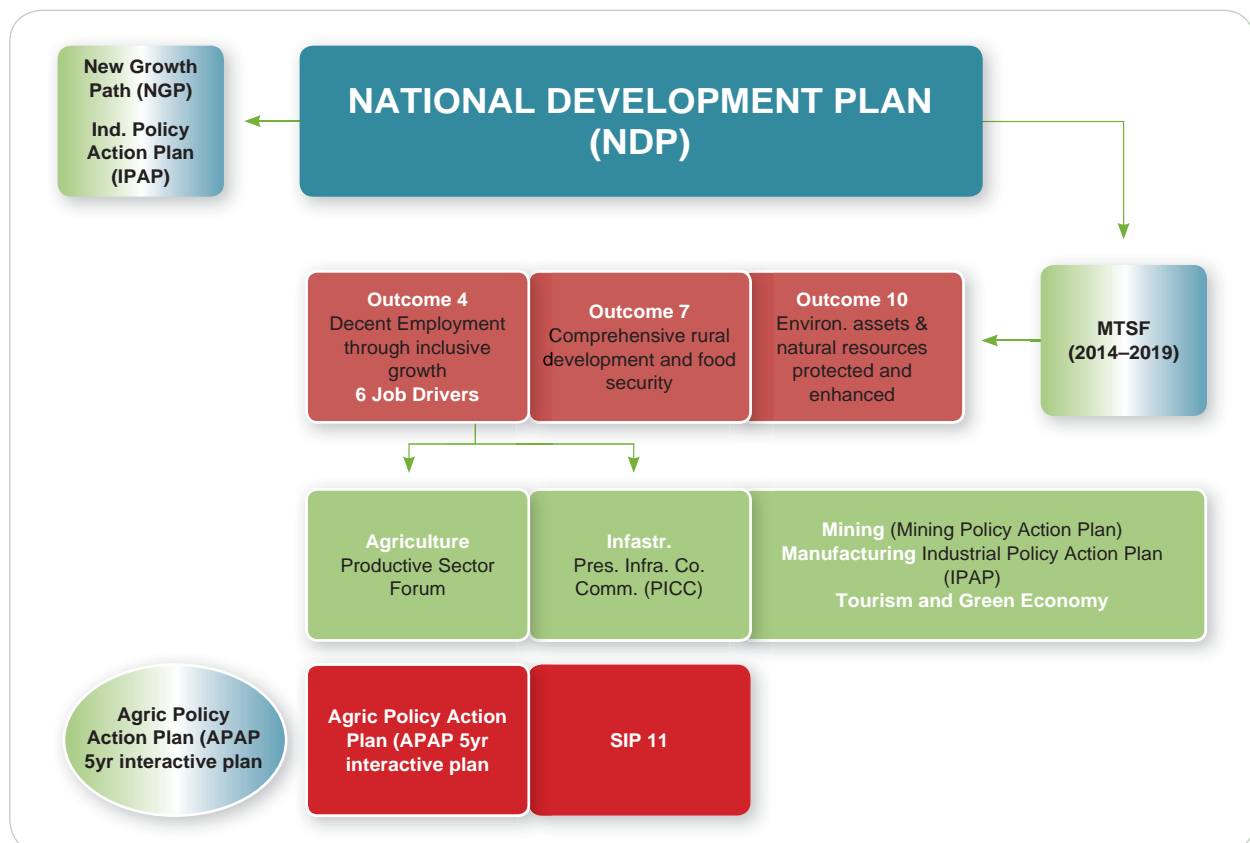 New Growth
Path (NGP)
Ind. Policy
Action Plan
(IPAP)
NATIONAL DEVELOPMENT PLAN
(NDP)
Outcome 4
Decent Employment
through inclusive
growth
6 Job Drivers
Outcome 7
Comprehensive rural
development and food
security
Outcome 10
Environ. assets &
natural resources
protected and
enhanced
MTSF
(2014–2019)
Agriculture
Productive Sector
Forum
Infastr.
Pres. Infra. Co.
Comm. (PICC)
Mining (Mining Policy Action Plan)
Manufacturing Industrial Policy Action Plan
(IPAP)
Tourism and Green Economy
Agric Policy
Action Plan (APAP
5yr interactive plan
Agric Policy Action
Plan (APAP 5yr
interactive plan
SIP 11